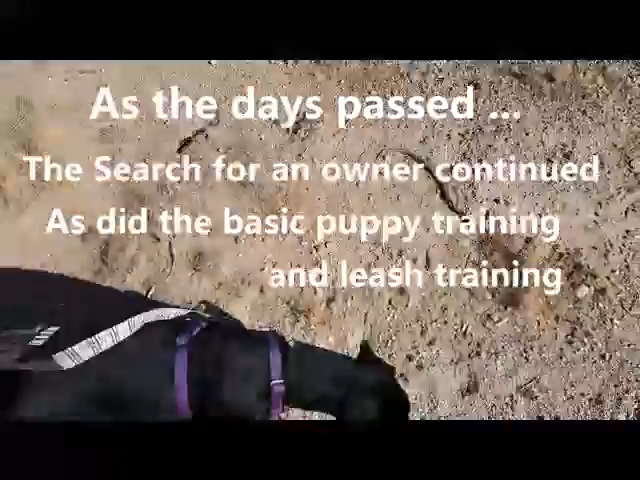 As the days passed ...
The Search for an owner continued
As did the basic puppy training
and leash training